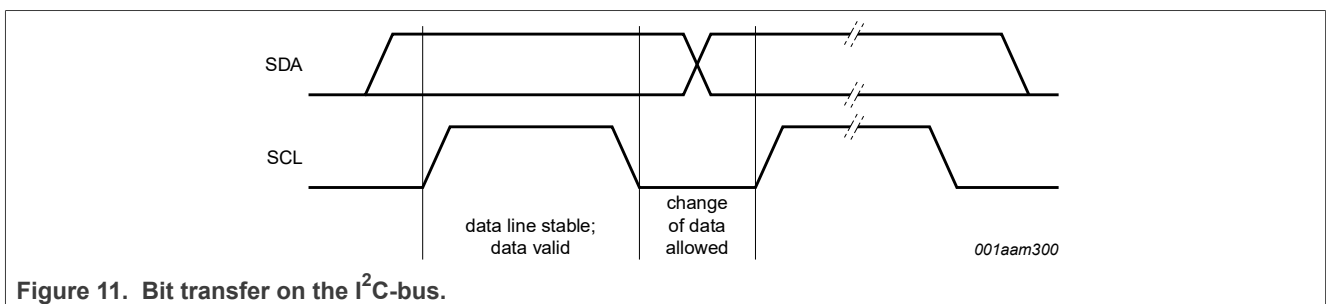 SDA
SCL
data line stable;
data valid
change
of data
allowed
001aam300
Figure 11. Bit transfer on the I²C-bus.